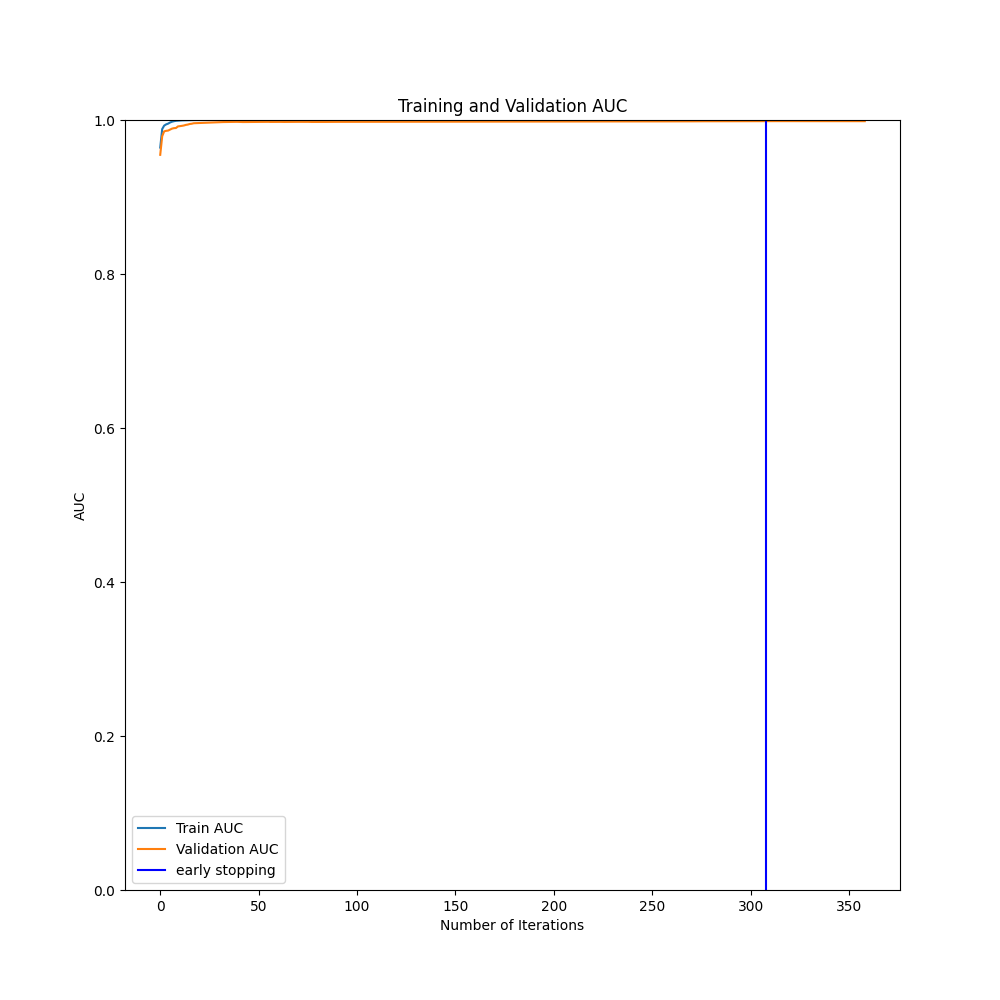 Training and Validation AUC
1.0
0.8
0.6
0.4
0.2
0.0
AUC
Train AUC
Validation AUC
early stopping
0 50 100 150 200 250 300 350
Number of Iterations